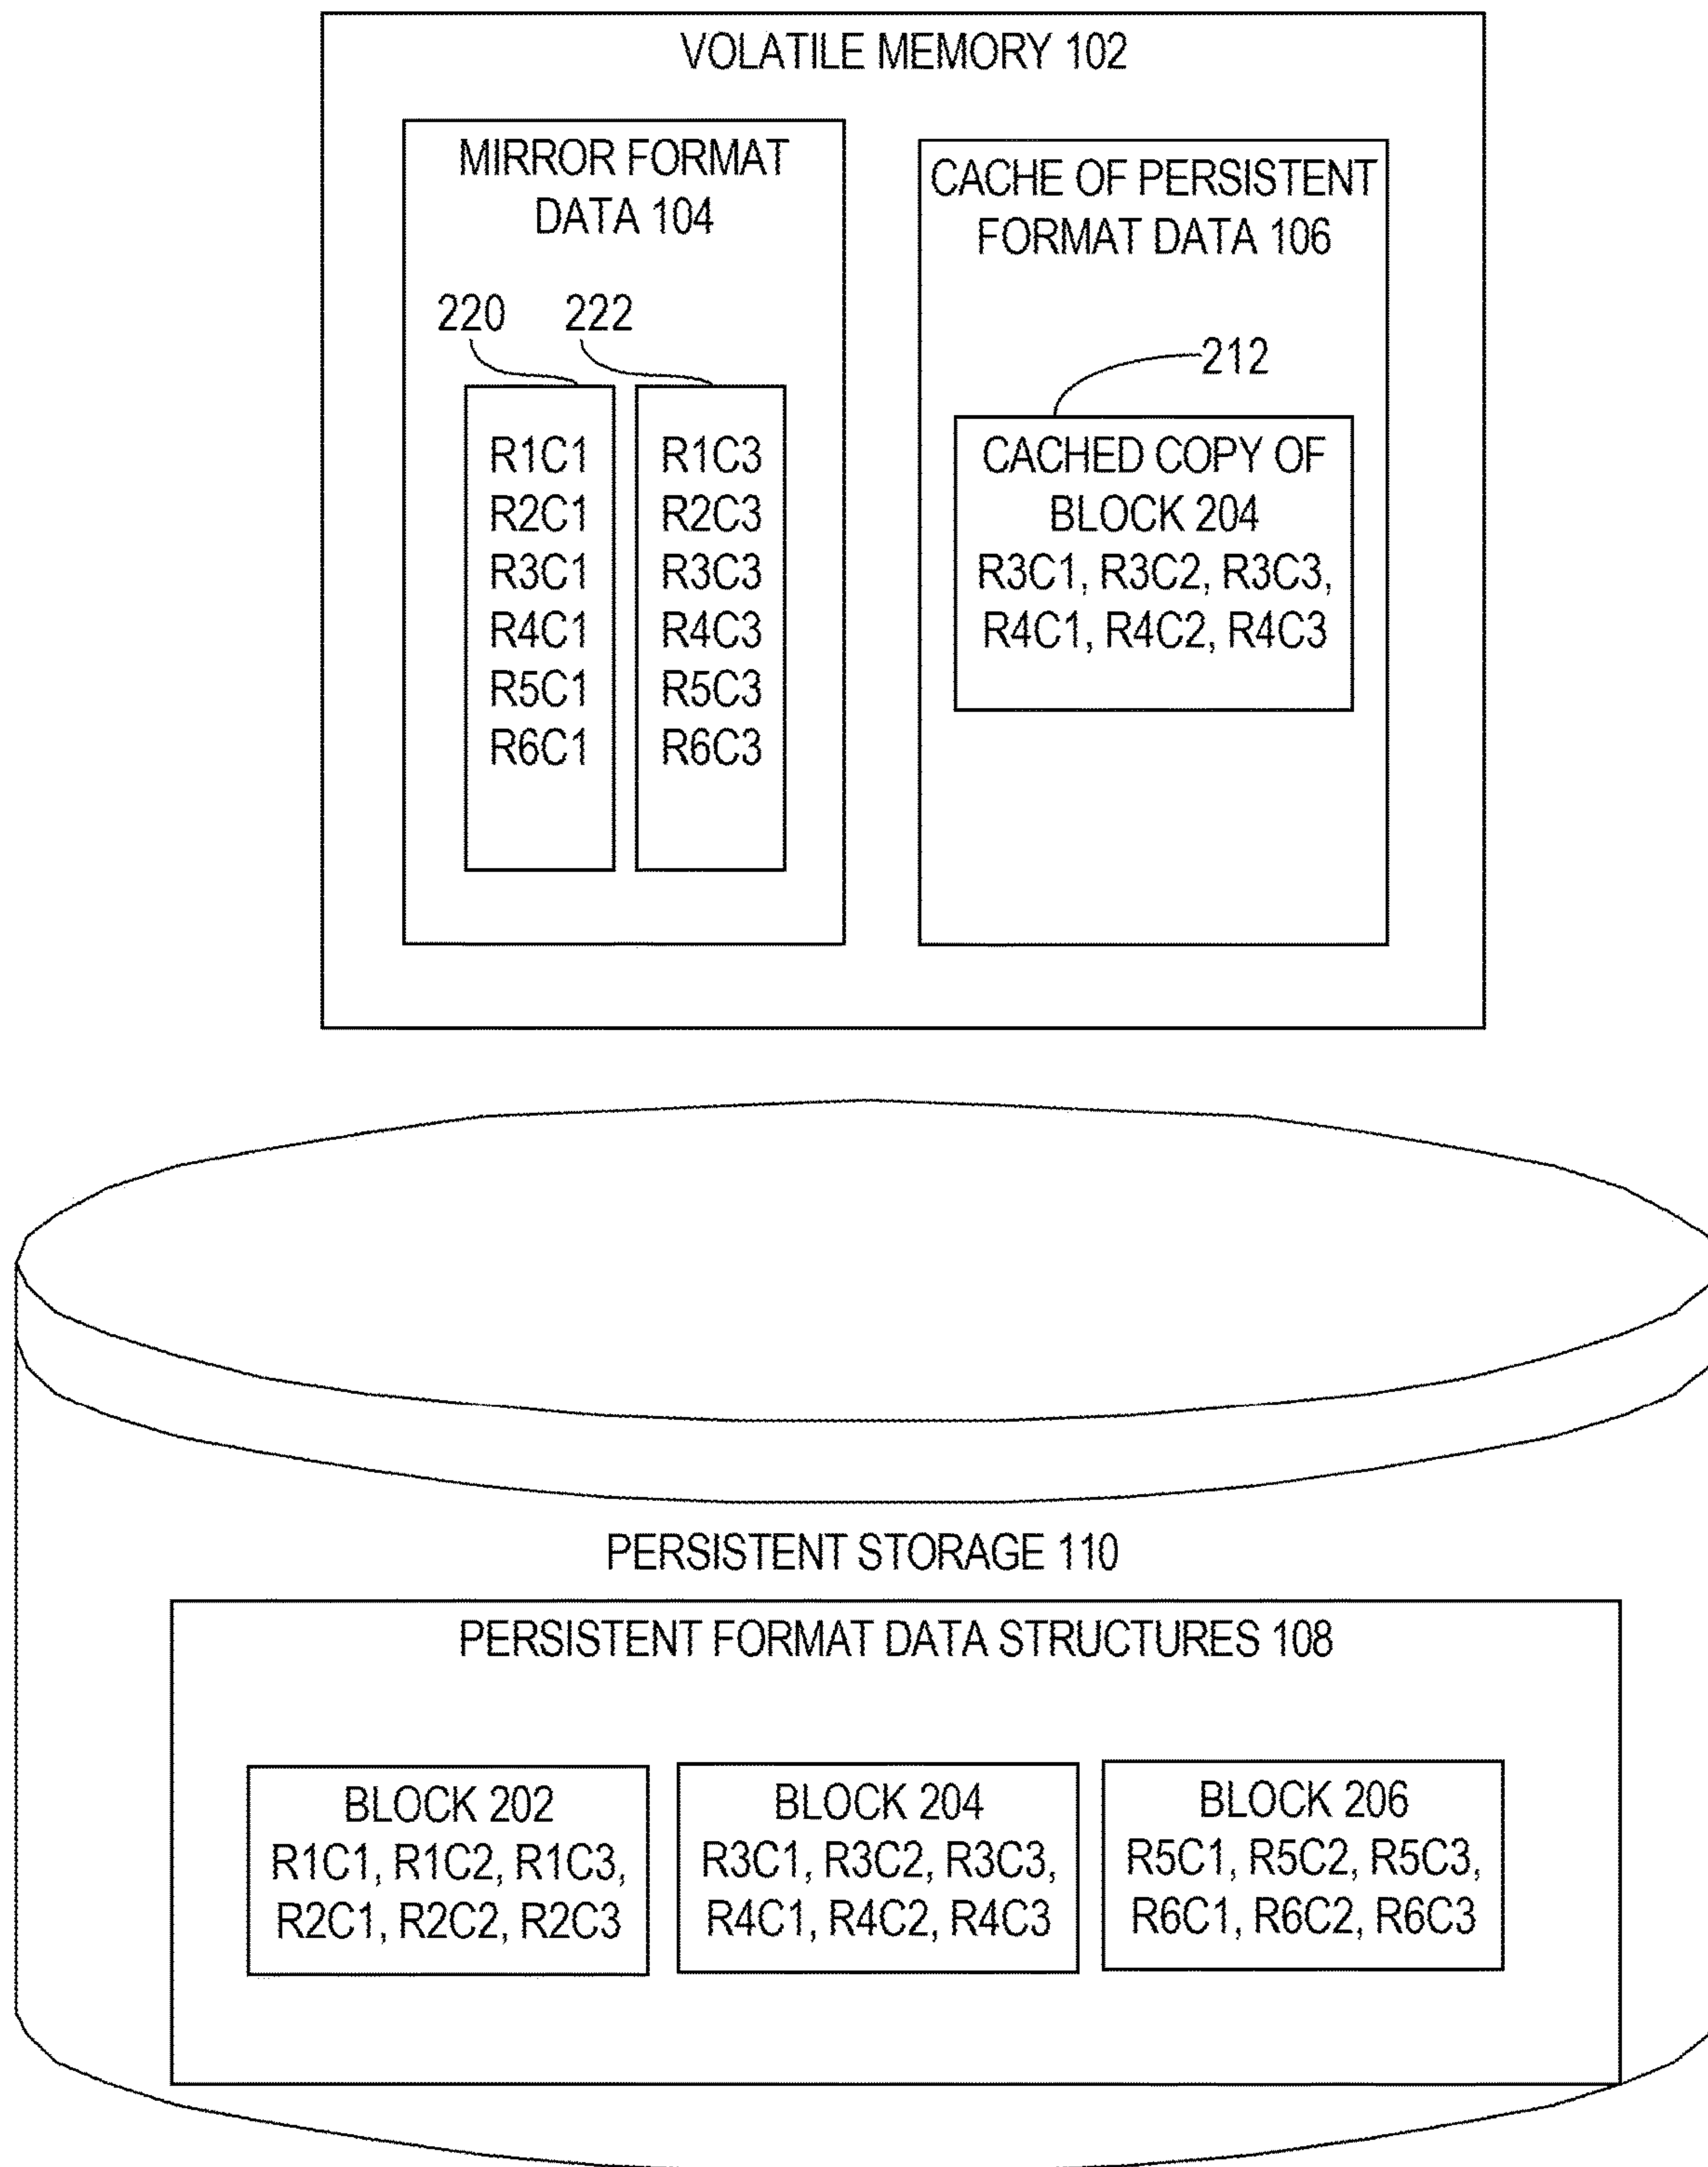 VOLATILE MEMORY 102
MIRROR FORMAT
DATA 104
220
222
R1C1
R2C1
R3C1
R4C1
R5C1
R6C1
R1C3
R2C3
R3C3
R4C3
R5C3
R6C3
CACHE OF PERSISTENT
FORMAT DATA 106
212
CACHED COPY OF
BLOCK 204
R3C1, R3C2, R3C3,
R4C1, R4C2, R4C3
PERSISTENT STORAGE 110
PERSISTENT FORMAT DATA STRUCTURES 108
BLOCK 202
R1C1, R1C2, R1C3,
R2C1, R2C2, R2C3
BLOCK 204
R3C1, R3C2, R3C3,
R4C1, R4C2, R4C3
BLOCK 206
R5C1, R5C2, R5C3,
R6C1, R6C2, R6C3